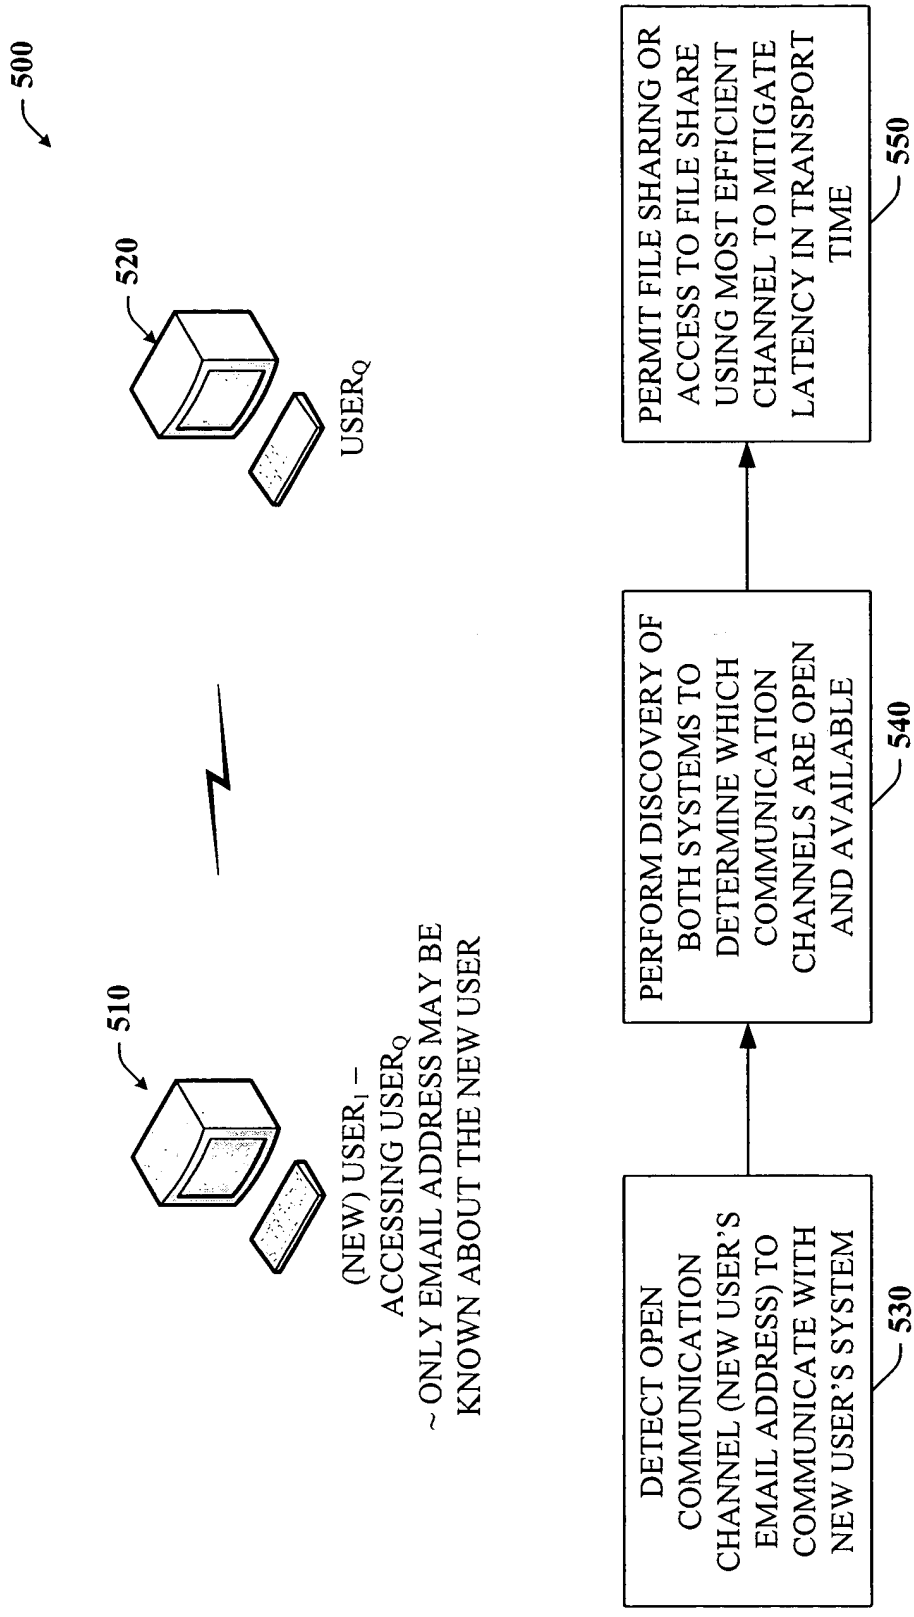 500
510
520
(NEW) USER₁ –
ACCESSING USER_Q
~ ONLY EMAIL ADDRESS MAY BE
KNOWN ABOUT THE NEW USER
USER_Q
DETECT OPEN
COMMUNICATION
CHANNEL (NEW USER'S
EMAIL ADDRESS) TO
COMMUNICATE WITH
NEW USER'S SYSTEM
530
PERFORM DISCOVERY OF
BOTH SYSTEMS TO
DETERMINE WHICH
COMMUNICATION
CHANNELS ARE OPEN
AND AVAILABLE
540
PERMIT FILE SHARING OR
ACCESS TO FILE SHARE
USING MOST EFFICIENT
CHANNEL TO MITIGATE
LATENCY IN TRANSPORT
TIME
550